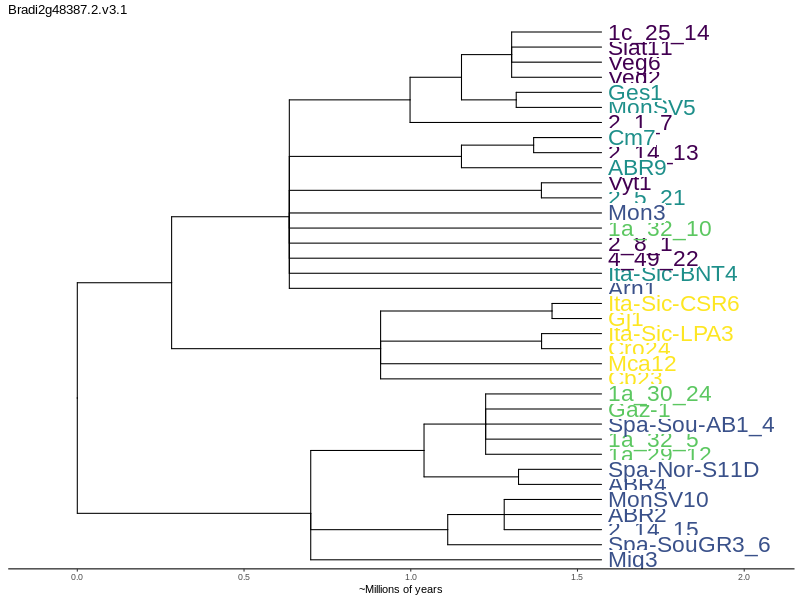 Bradi2g48387.2.v3.1
1c_25_14
Siat11
Veg6
Ved2
Ges1
MonSV5
2_1_7
Cm7
2_14_13
ABR9
Vyt1
2_5_21
Mon3
1a_32_10
2_8_1
4_49_22
Ita-Sic-BNT4
Arn1
Ita-Sic-CSR6
Gj1
Ita-Sic-LPA3
Cro24
Mca12
Cb23
1a_30_24
Gaz-1
Spa-Sou-AB1_4
1a_32_5
1a_29_12
Spa-Nor-S11D
ABR4
MonSV10
ABR2
2_14_15
Spa-SouGR3_6
Mig3
0.0 0.5 1.0 1.5 2.0
~Millions of years